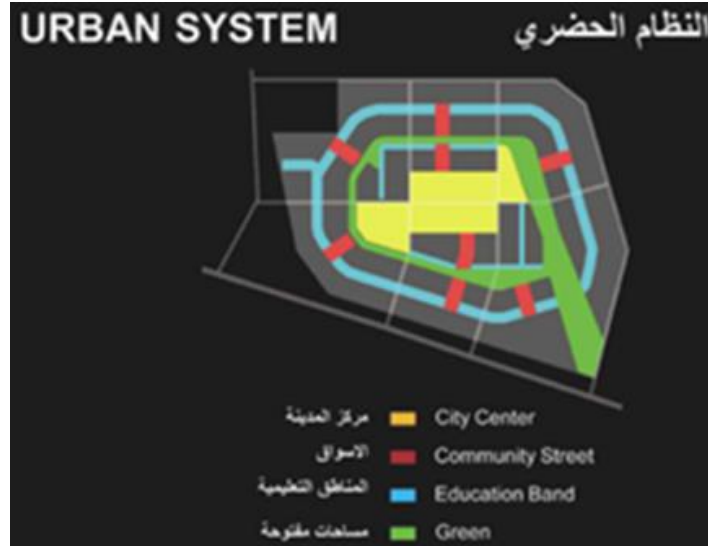 URBAN SYSTEM النظام الحضري
مركز المدينة City Center
الاسواق Community Street
المناطق التعليمية Education Band
مساحات مفتوحة Green